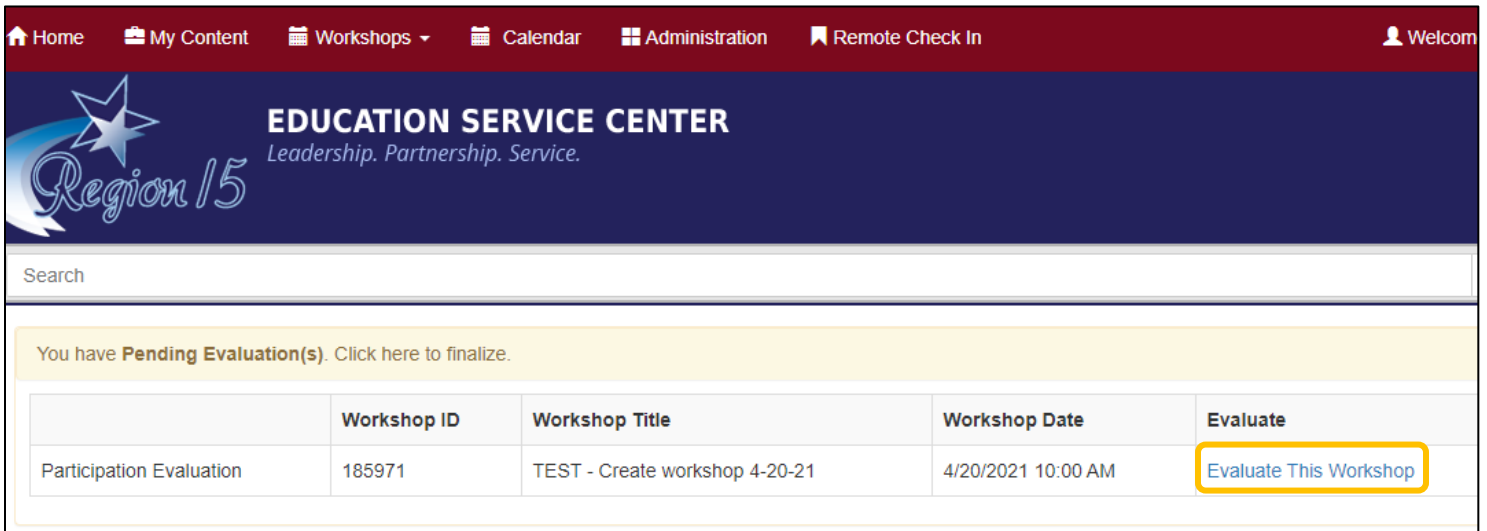 Home My Content Workshops Calendar Administration Remote Check In Welcom
EDUCATION SERVICE CENTER
Leadership. Partnership. Service.
Region 15
Search
You have Pending Evaluation(s). Click here to finalize.
Workshop ID Workshop Title Workshop Date Evaluate
Participation Evaluation 185971 TEST - Create workshop 4-20-21 4/20/2021 10:00 AM Evaluate This Workshop